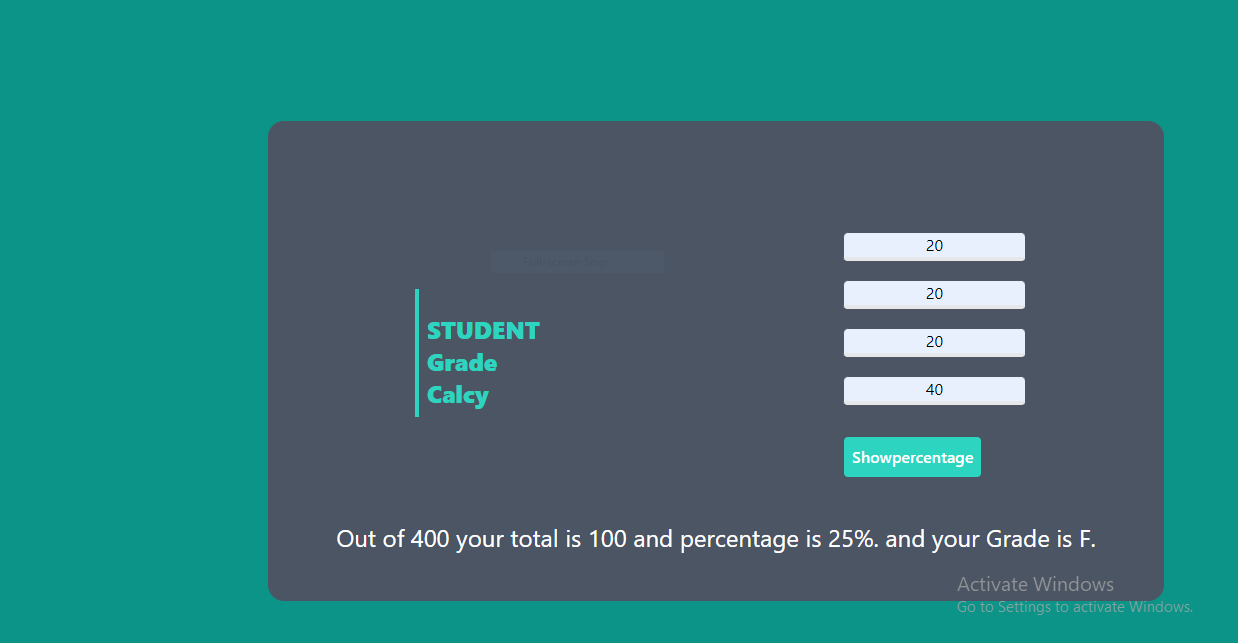 20
20
20
40
STUDENT
Grade
Calcy
Showpercentage
Out of 400 your total is 100 and percentage is 25%. and your Grade is F.
Activate Windows
Go to Settings to activate Windows.